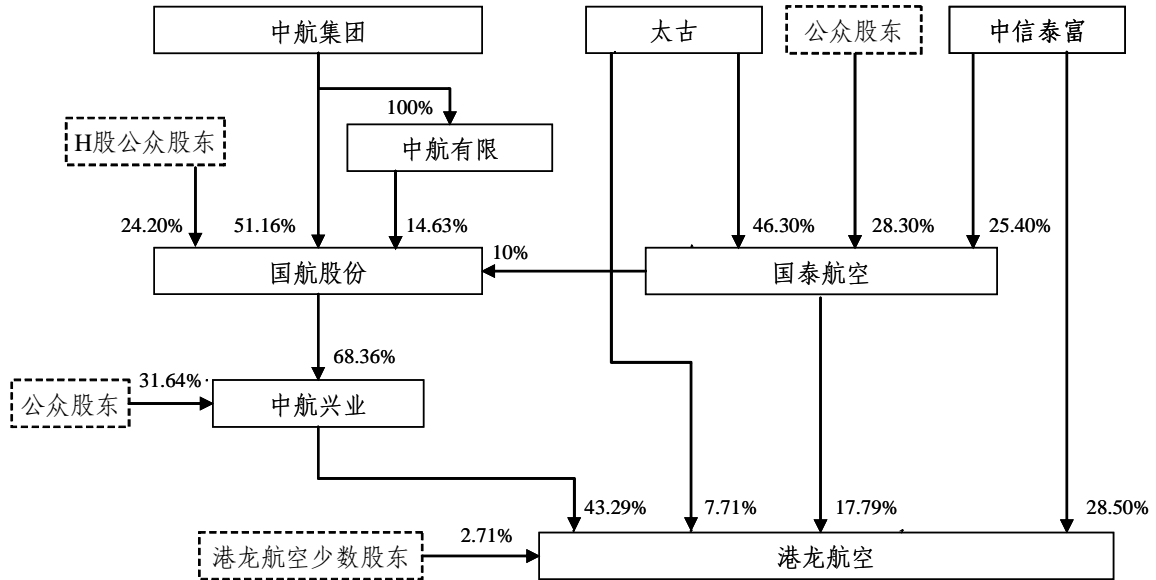 中航集团
太古
公众股东
中信泰富
100%
H股公众股东
中航有限
24.20%
51.16%
14.63%
46.30%
28.30%
25.40%
国航股份
10%
国泰航空
68.36%
31.64%
公众股东
中航兴业
43.29%
7.71%
17.79%
28.50%
2.71%
港龙航空少数股东
港龙航空